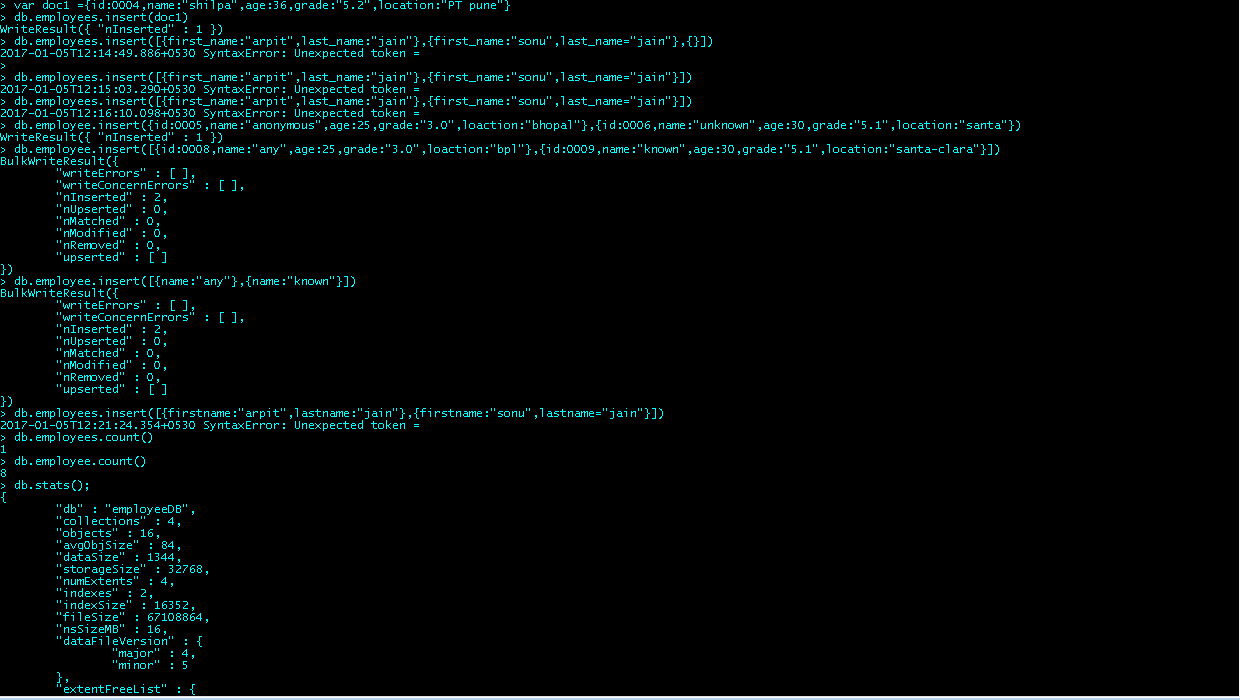 > var doc1 ={id:0004,name:"shilpa",age:36,grade:"5.2",location:"PT pune"}
> db.employees.insert(doc1)
WriteResult({ "nInserted" : 1 })
> db.employees.insert([{first_name:"arpit",last_name:"jain"},{first_name:"sonu",last_name="jain"},{}])
2017-01-05T12:14:49.886+0530 SyntaxError: Unexpected token =
>
> db.employees.insert([{first_name:"arpit",last_name:"jain"},{first_name:"sonu",last_name="jain"}])
2017-01-05T12:15:03.290+0530 SyntaxError: Unexpected token =
> db.employees.insert([{first_name:"arpit",last_name:"jain"},{first_name:"sonu",last_name="jain"}])
2017-01-05T12:16:10.098+0530 SyntaxError: Unexpected token =
> db.employee.insert({id:0005,name:"anonymous",age:25,grade:"3.0",loaction:"bhopal"},{id:0006,name:"unknown",age:30,grade:"5.1",location:"santa"})
WriteResult({ "nInserted" : 1 })
> db.employee.insert([{id:0008,name:"any",age:25,grade:"3.0",loaction:"bpl"},{id:0009,name:"known",age:30,grade:"5.1",location:"santa-clara"}])
BulkWriteResult({
"writeErrors" : [ ],
"writeConcernErrors" : [ ],
"nInserted" : 2,
"nUpserted" : 0,
"nMatched" : 0,
"nModified" : 0,
"nRemoved" : 0,
"upserted" : [ ]
})
> db.employee.insert([{name:"any"},{name:"known"}])
BulkWriteResult({
"writeErrors" : [ ],
"writeConcernErrors" : [ ],
"nInserted" : 2,
"nUpserted" : 0,
"nMatched" : 0,
"nModified" : 0,
"nRemoved" : 0,
"upserted" : [ ]
})
> db.employees.insert([{firstname:"arpit",lastname:"jain"},{firstname:"sonu",lastname="jain"}])
2017-01-05T12:21:24.354+0530 SyntaxError: Unexpected token =
> db.employees.count()
1
> db.employee.count()
8
> db.stats();
{
"db" : "employeeDB",
"collections" : 4,
"objects" : 16,
"avgObjSize" : 84,
"dataSize" : 1344,
"storageSize" : 32768,
"numExtents" : 4,
"indexes" : 2,
"indexSize" : 16352,
"fileSize" : 67108864,
"nsSizeMB" : 16,
"dataFileVersion" : {
"major" : 4,
"minor" : 5
},
"extentFreeList" : {